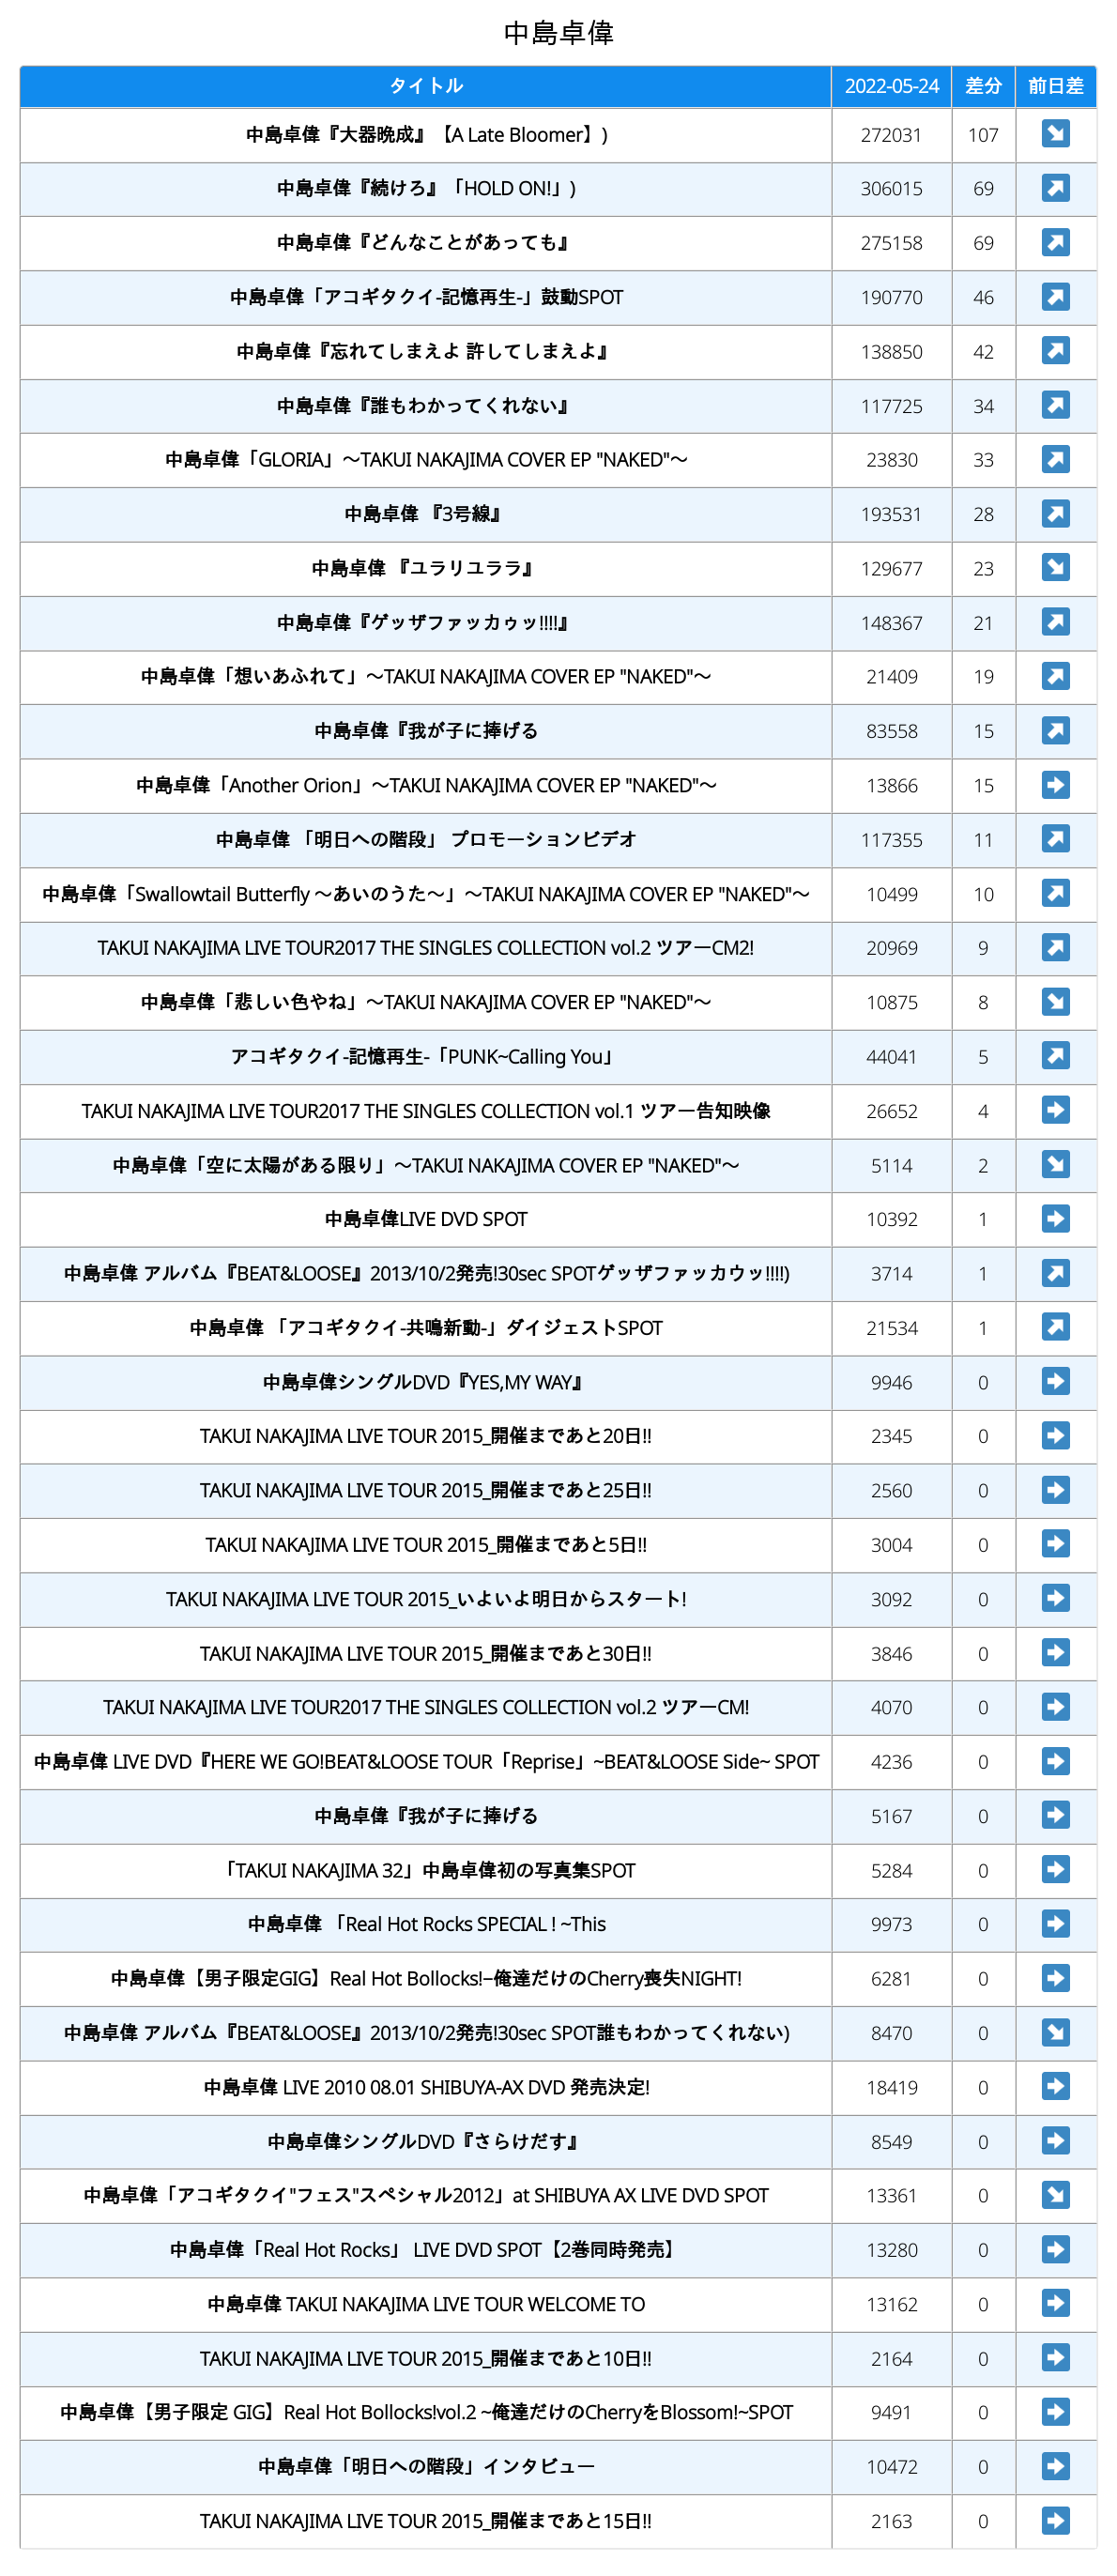 中島卓偉
タイトル 2022-05-24 差分 前日差
中島卓偉『大器晩成』【A Late Bloomer】) 272031 107 ↘
中島卓偉『続けろ』「HOLD ON!」) 306015 69 ↗
中島卓偉『どんなことがあっても』 275158 69 ↗
中島卓偉「アコギタクイ-記憶再生-」鼓動SPOT 190770 46 ↗
中島卓偉『忘れてしまえよ 許してしまえよ』 138850 42 ↗
中島卓偉『誰もわかってくれない』 117725 34 ↗
中島卓偉「GLORIA」〜TAKUI NAKAJIMA COVER EP "NAKED"〜 23830 33 ↗
中島卓偉 『3号線』 193531 28 ↗
中島卓偉 『ユラリユララ』 129677 23 ↘
中島卓偉『ゲッザファッカゥッ!!!!』 148367 21 ↗
中島卓偉「想いあふれて」〜TAKUI NAKAJIMA COVER EP "NAKED"〜 21409 19 ↗
中島卓偉『我が子に捧げる 83558 15 ↗
中島卓偉「Another Orion」〜TAKUI NAKAJIMA COVER EP "NAKED"〜 13866 15 ➡
中島卓偉 「明日への階段」 プロモーションビデオ 117355 11 ↗
中島卓偉「Swallowtail Butterfly 〜あいのうた〜」〜TAKUI NAKAJIMA COVER EP "NAKED"〜 10499 10 ↗
TAKUI NAKAJIMA LIVE TOUR2017 THE SINGLES COLLECTION vol.2 ツアーCM2! 20969 9 ↗
中島卓偉「悲しい色やね」〜TAKUI NAKAJIMA COVER EP "NAKED"〜 10875 8 ↘
アコギタクイ-記憶再生-「PUNK~Calling You」 44041 5 ↗
TAKUI NAKAJIMA LIVE TOUR2017 THE SINGLES COLLECTION vol.1 ツアー告知映像 26652 4 ➡
中島卓偉「空に太陽がある限り」〜TAKUI NAKAJIMA COVER EP "NAKED"〜 5114 2 ↘
中島卓偉LIVE DVD SPOT 10392 1 ➡
中島卓偉 アルバム『BEAT&LOOSE』2013/10/2発売!30sec SPOTゲッザファッカウッ!!!!) 3714 1 ↗
中島卓偉 「アコギタクイ-共鳴新動-」ダイジェストSPOT 21534 1 ↗
中島卓偉シングルDVD『YES,MY WAY』 9946 0 ➡
TAKUI NAKAJIMA LIVE TOUR 2015_開催まであと20日!! 2345 0 ➡
TAKUI NAKAJIMA LIVE TOUR 2015_開催まであと25日!! 2560 0 ➡
TAKUI NAKAJIMA LIVE TOUR 2015_開催まであと5日!! 3004 0 ➡
TAKUI NAKAJIMA LIVE TOUR 2015_いよいよ明日からスタート! 3092 0 ➡
TAKUI NAKAJIMA LIVE TOUR 2015_開催まであと30日!! 3846 0 ➡
TAKUI NAKAJIMA LIVE TOUR2017 THE SINGLES COLLECTION vol.2 ツアーCM! 4070 0 ➡
中島卓偉 LIVE DVD『HERE WE GO!BEAT&LOOSE TOUR「Reprise」~BEAT&LOOSE Side~ SPOT 4236 0 ➡
中島卓偉『我が子に捧げる 5167 0 ➡
「TAKUI NAKAJIMA 32」中島卓偉初の写真集SPOT 5284 0 ➡
中島卓偉 「Real Hot Rocks SPECIAL ! ~This 9973 0 ➡
中島卓偉【男子限定GIG】Real Hot Bollocks!−俺達だけのCherry喪失NIGHT! 6281 0 ➡
中島卓偉 アルバム『BEAT&LOOSE』2013/10/2発売!30sec SPOT誰もわかってくれない) 8470 0 ↘
中島卓偉 LIVE 2010 08.01 SHIBUYA-AX DVD 発売決定! 18419 0 ➡
中島卓偉シングルDVD『さらけだす』 8549 0 ➡
中島卓偉「アコギタクイ"フェス"スペシャル2012」at SHIBUYA AX LIVE DVD SPOT 13361 0 ↘
中島卓偉「Real Hot Rocks」 LIVE DVD SPOT【2巻同時発売】 13280 0 ➡
中島卓偉 TAKUI NAKAJIMA LIVE TOUR WELCOME TO 13162 0 ➡
TAKUI NAKAJIMA LIVE TOUR 2015_開催まであと10日!! 2164 0 ➡
中島卓偉【男子限定 GIG】Real Hot Bollocks!vol.2 ~俺達だけのCherryをBlossom!~SPOT 9491 0 ➡
中島卓偉「明日への階段」インタビュー 10472 0 ➡
TAKUI NAKAJIMA LIVE TOUR 2015_開催まであと15日!! 2163 0 ➡